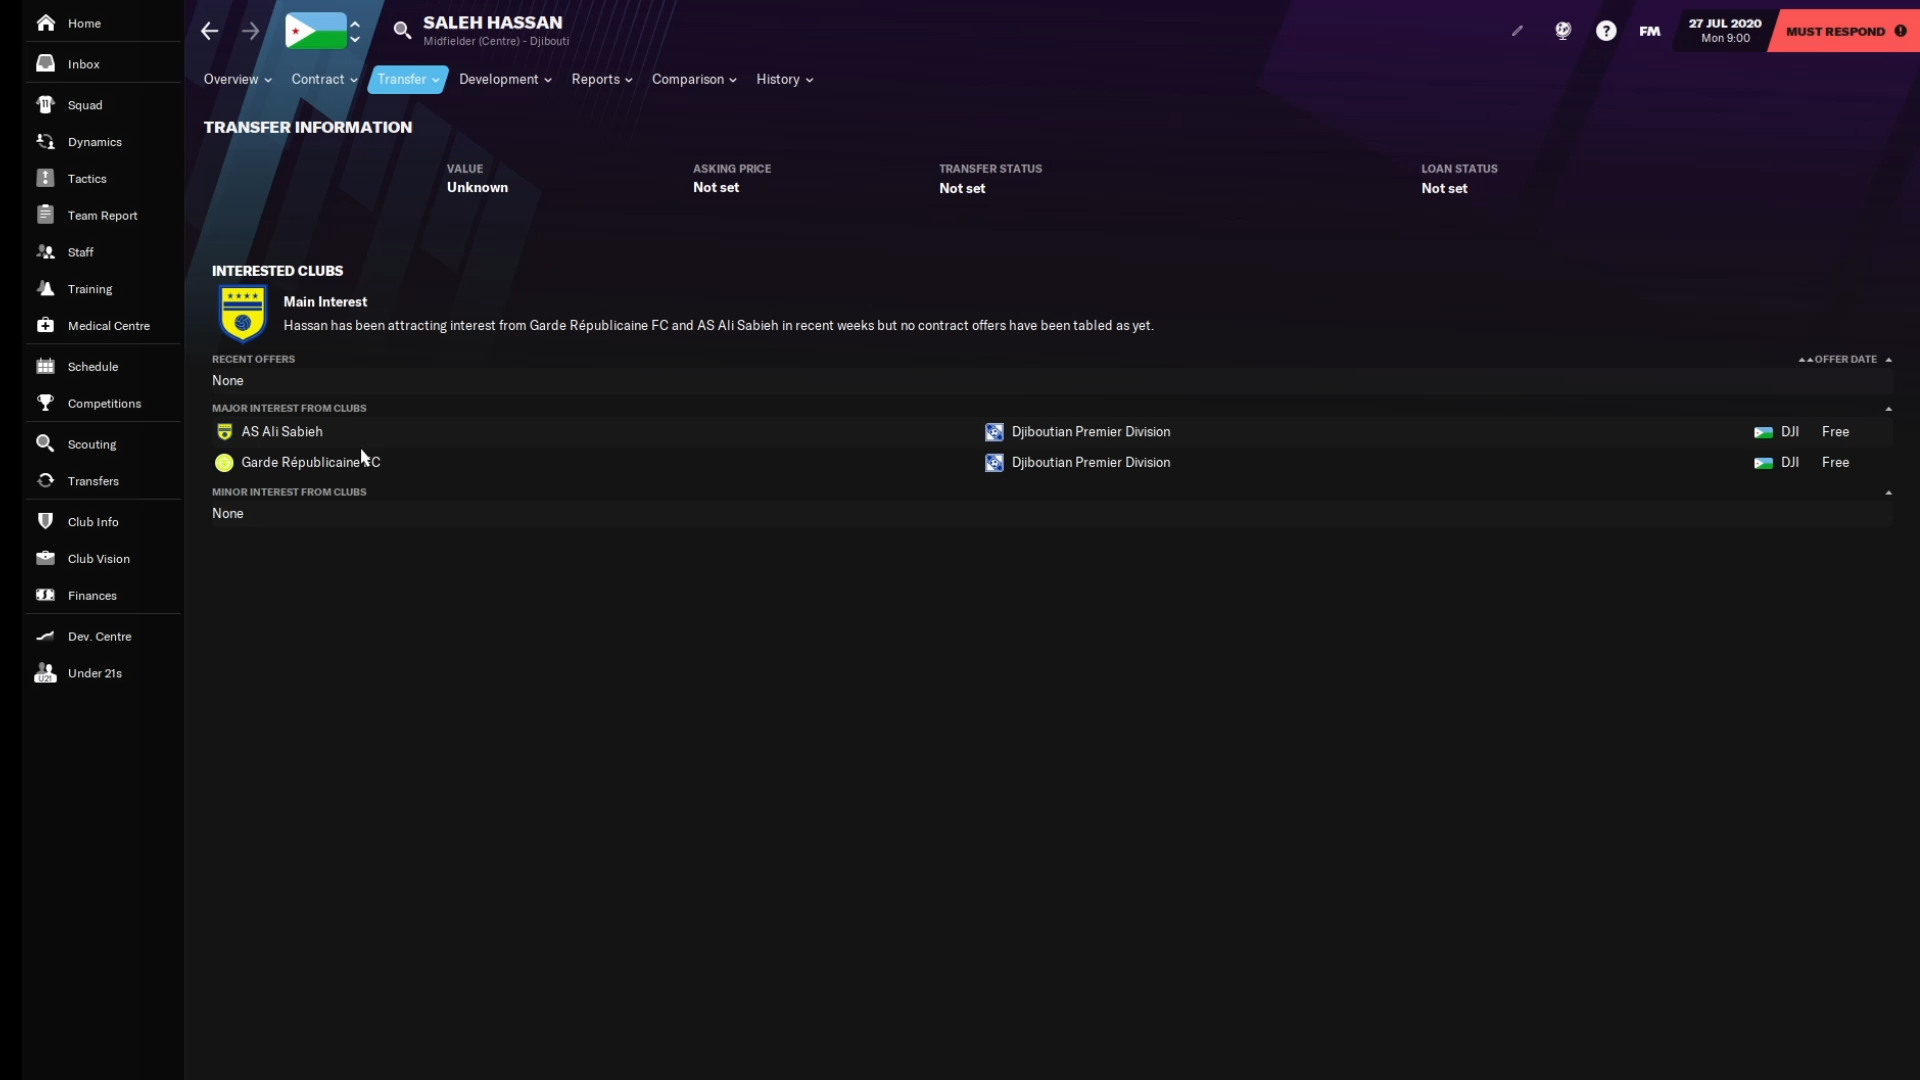 Home
Inbox
Squad
Dynamics
Tactics
Team Report
Staff
Training
Medical Centre
Schedule
Competitions
Scouting
Transfers
Club Info
Club Vision
Finances
Dev. Centre
U21
Under 21s
SALEH HASSAN
Midfielder (Centre) - Djibouti
?
FM
27 JUL 2020
Mon 9:00
MUST RESPOND
Overview
Contract
Transfer
Development
Reports
Comparison
History
TRANSFER INFORMATION
VALUE
Unknown
ASKING PRICE
Not set
TRANSFER STATUS
Not set
LOAN STATUS
Not set
INTERESTED CLUBS
Main Interest
Hassan has been attracting interest from Garde Républicaine FC and AS Ali Sabieh in recent weeks but no contract offers have been tabled as yet.
RECENT OFFERS OFFER DATE
None
MAJOR INTEREST FROM CLUBS
AS Ali Sabieh Djiboutian Premier Division DJI Free
Garde Républicaine FC Djiboutian Premier Division DJI Free
MINOR INTEREST FROM CLUBS
None